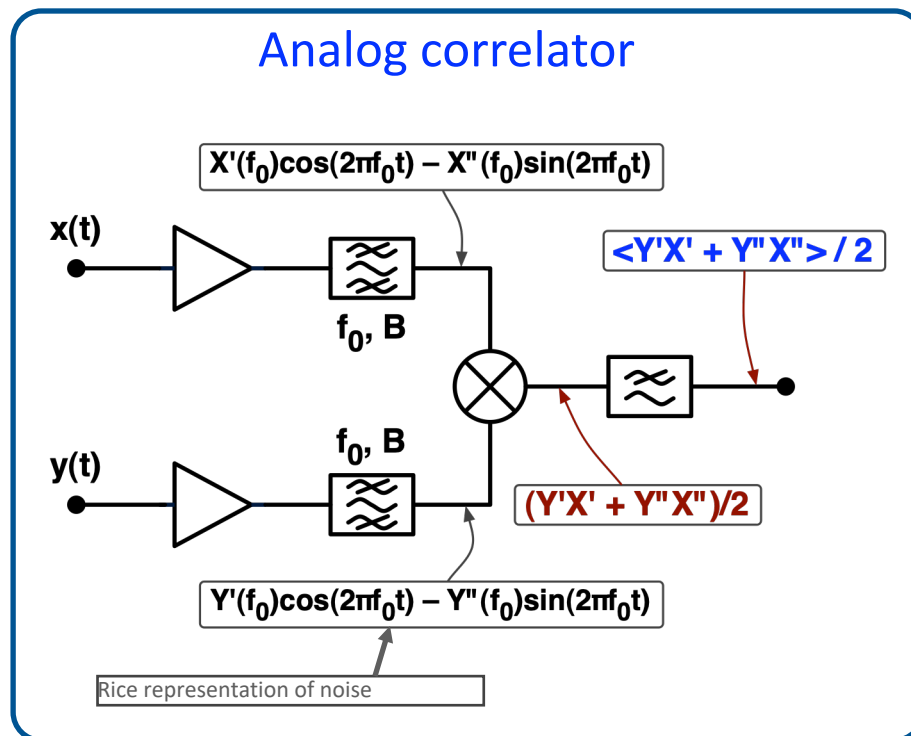 Analog correlator
X'(f₀)cos(2πf₀t) – X"(f₀)sin(2πf₀t)
x(t)
<Y'X' + Y"X"> / 2
f₀, B
f₀, B
y(t)
(Y'X' + Y"X")/2
Y'(f₀)cos(2πf₀t) – Y"(f₀)sin(2πf₀t)
Rice representation of noise